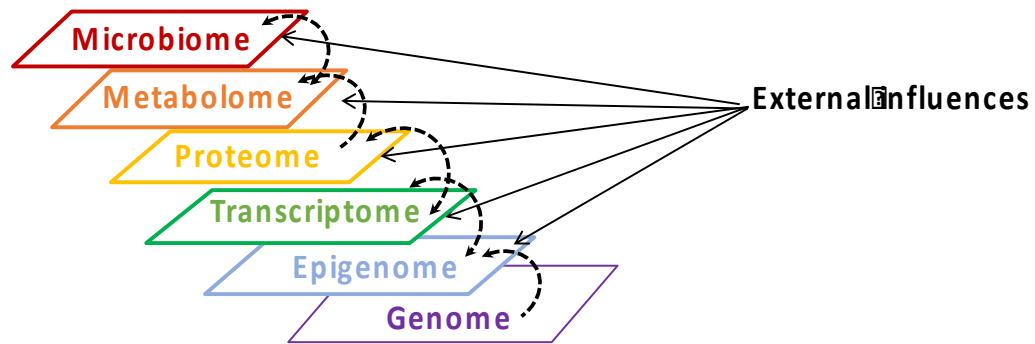 Microbiome
Metabolome
External influences
Proteome
Transcriptome
Epigenome
Genome